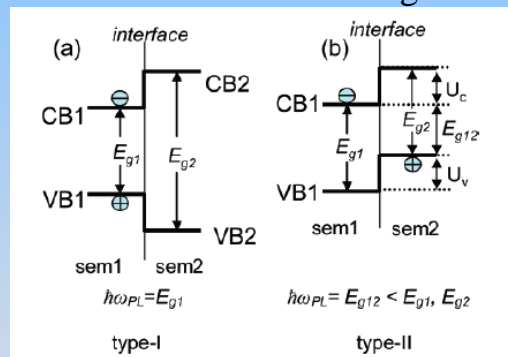 (a)
interface
CB2
CB1
E_g1
E_g2
VB1
VB2
sem1 sem2
ħω_PL=E_g1
type-I
(b)
interface
U_c
CB1
E_g2
E_g12
E_g1
U_v
VB1
sem1 sem2
ħω_PL= E_g12 < E_g1, E_g2
type-II